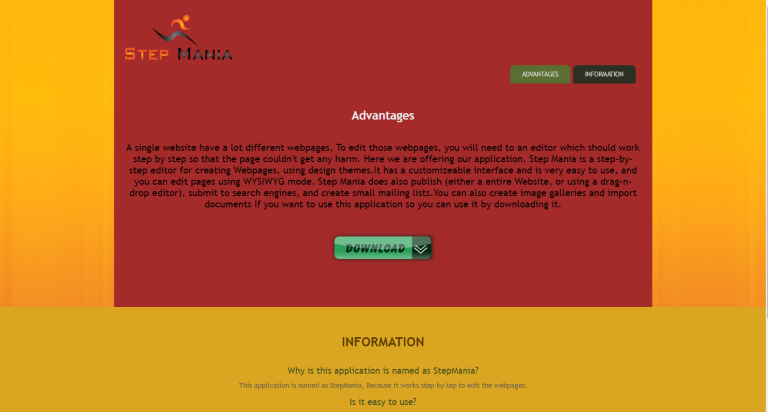 STEP MANIA
ADVANTAGES
INFORMATION
Advantages
A single website have a lot different webpages, To edit those webpages, you will need to an editor which should work
step by step so that the page couldn't get any harm. Here we are offering our application. Step Mania is a step-by-
step editor for creating Webpages, using design themes.It has a customizeable interface and is very easy to use, and
you can edit pages using WYSIWYG mode. Step Mania does also publish (either a entire Website, or using a drag-n-
drop editor), submit to search engines, and create small mailing lists.You can also create image galleries and import
documents If you want to use this application so you can use it by downloading it.
DOWNLOAD
INFORMATION
Why is this application is named as StepMania?
This application is named as StepMania, Because it works step-by-tep to edit the webpages.
Is it easy to use?